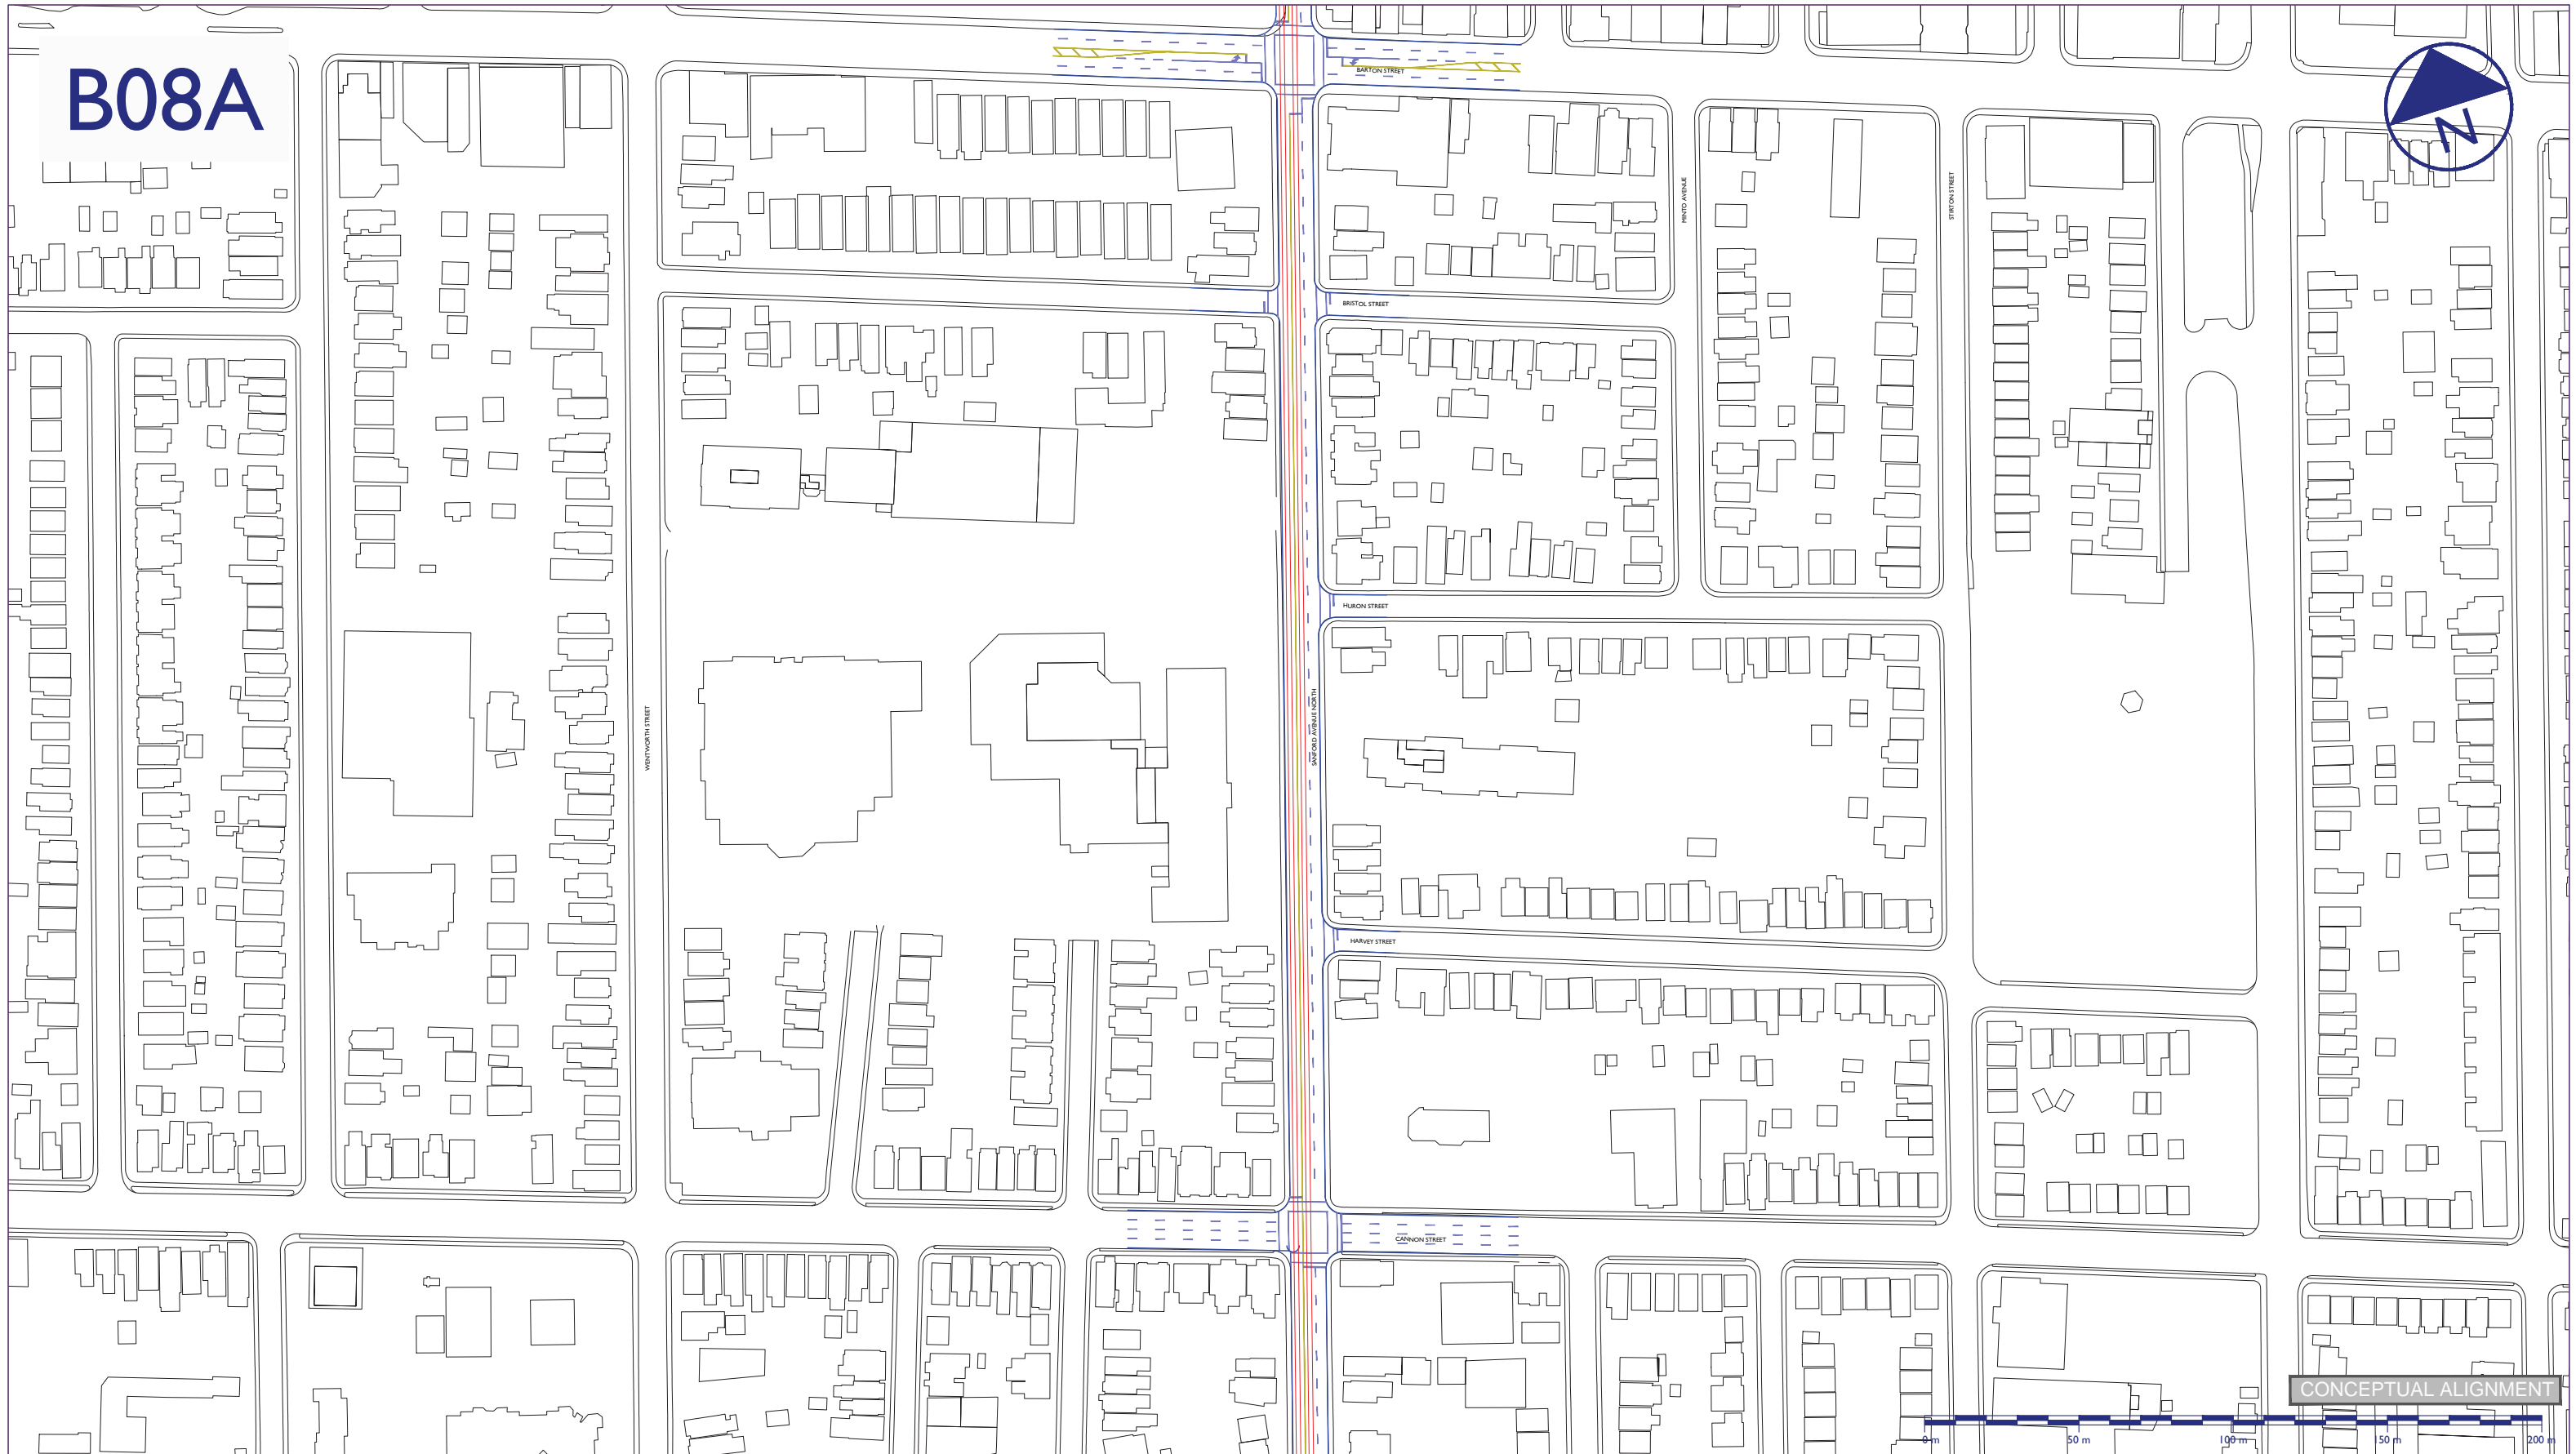 B08A
BARTON STREET
N
MINTO AVENUE
STIRTON STREET
BRISTOL STREET
HURON STREET
WENTWORTH STREET
SANFORD AVENUE NORTH
HARVEY STREET
CANNON STREET
CONCEPTUAL ALIGNMENT
0 m 50 m 100 m 150 m 200 m